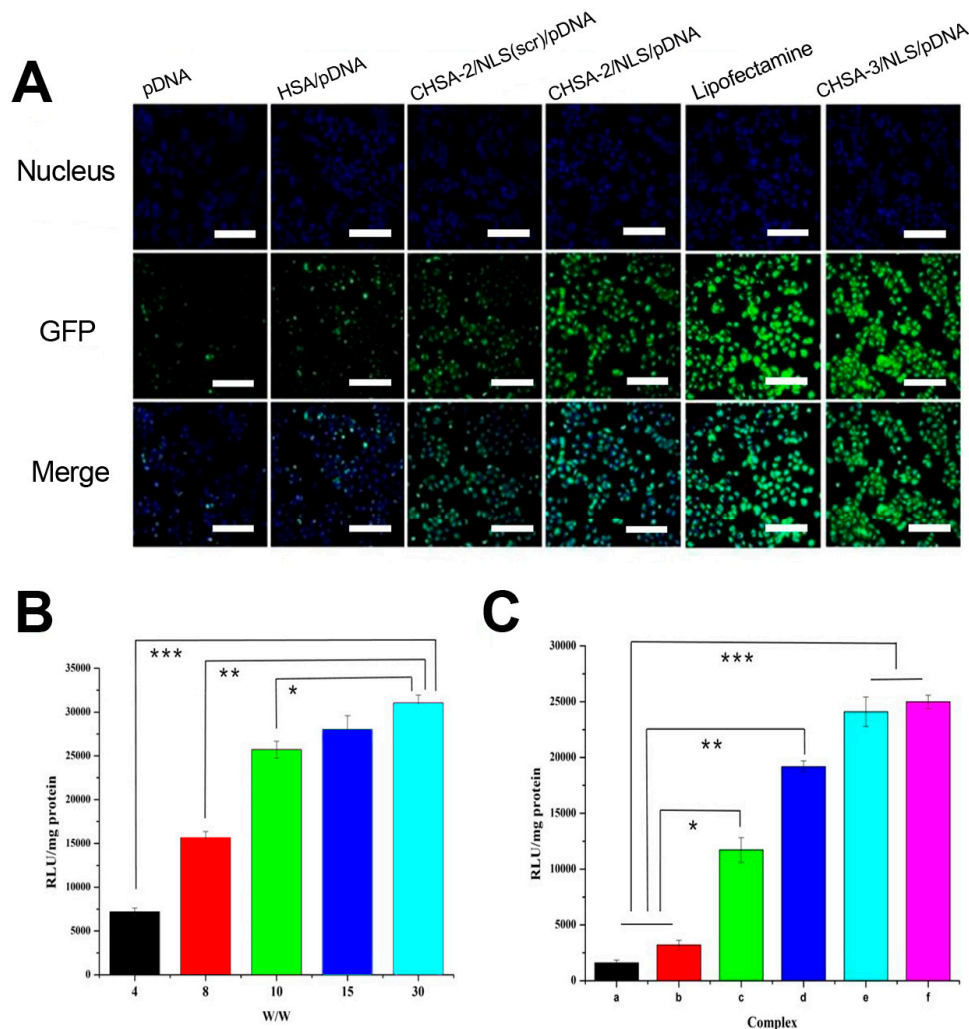 A
pDNA
HSA/pDNA
CHSA-2/NLS(scr)/pDNA
CHSA-2/NLS/pDNA
Lipofectamine
CHSA-3/NLS/pDNA
Nucleus
GFP
Merge
B
***
**
*
35000
30000
25000
20000
15000
10000
5000
0
RLU/mg protein
4 8 10 15 30
W/W
C
***
**
*
30000
25000
20000
15000
10000
5000
0
RLU/mg protein
a b c d e f
Complex